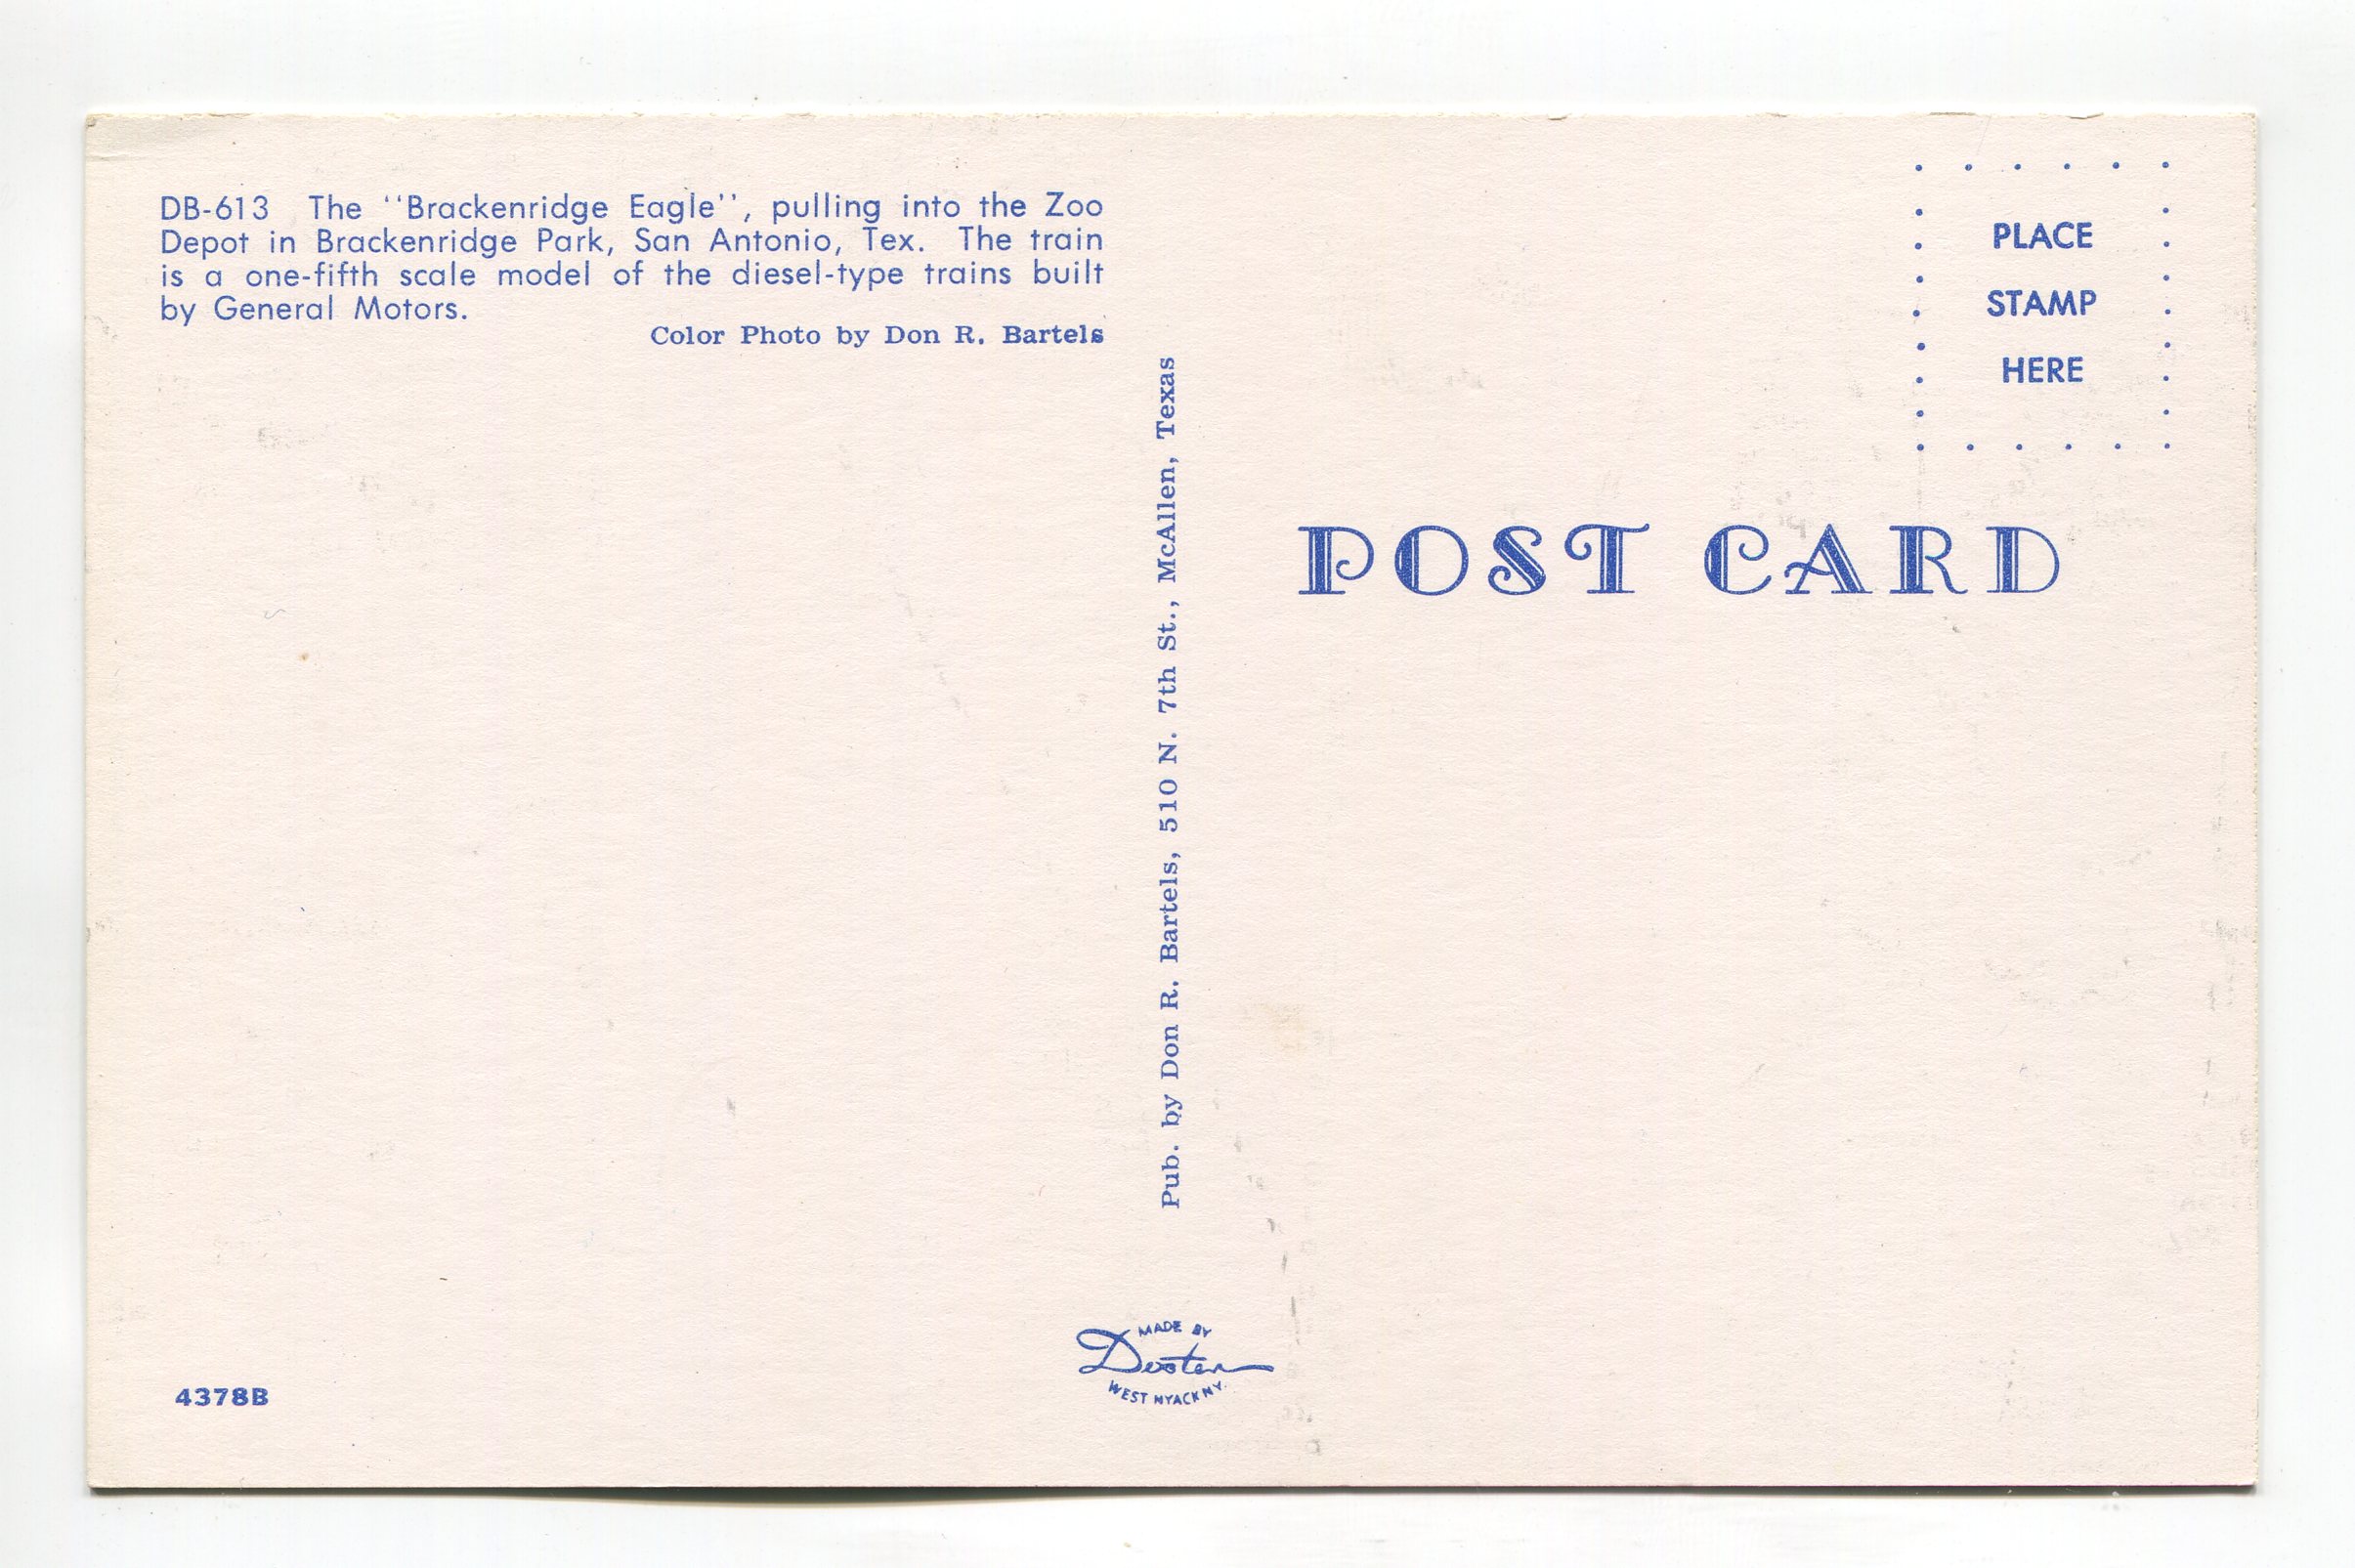 DB-613 The "Brackenridge Eagle", pulling into the Zoo
Depot in Brackenridge Park, San Antonio, Tex. The train
is a one-fifth scale model of the diesel-type trains built
by General Motors.
Color Photo by Don R. Bartels
Pub. by Don R. Bartels, 510 N. 7th St., McAllen, Texas
PLACE
STAMP
HERE
POST CARD
4378B
MADE BY
Dexter
WEST NYACK N.Y.